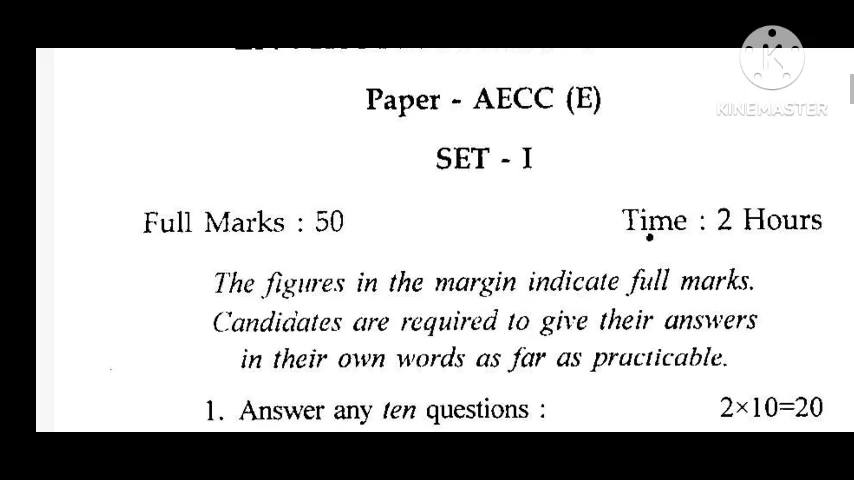 Paper - AECC (E)
SET - I
Full Marks : 50 Time : 2 Hours
The figures in the margin indicate full marks.
Candidates are required to give their answers
in their own words as far as practicable.
1. Answer any ten questions : 2×10=20
KINEMASTER